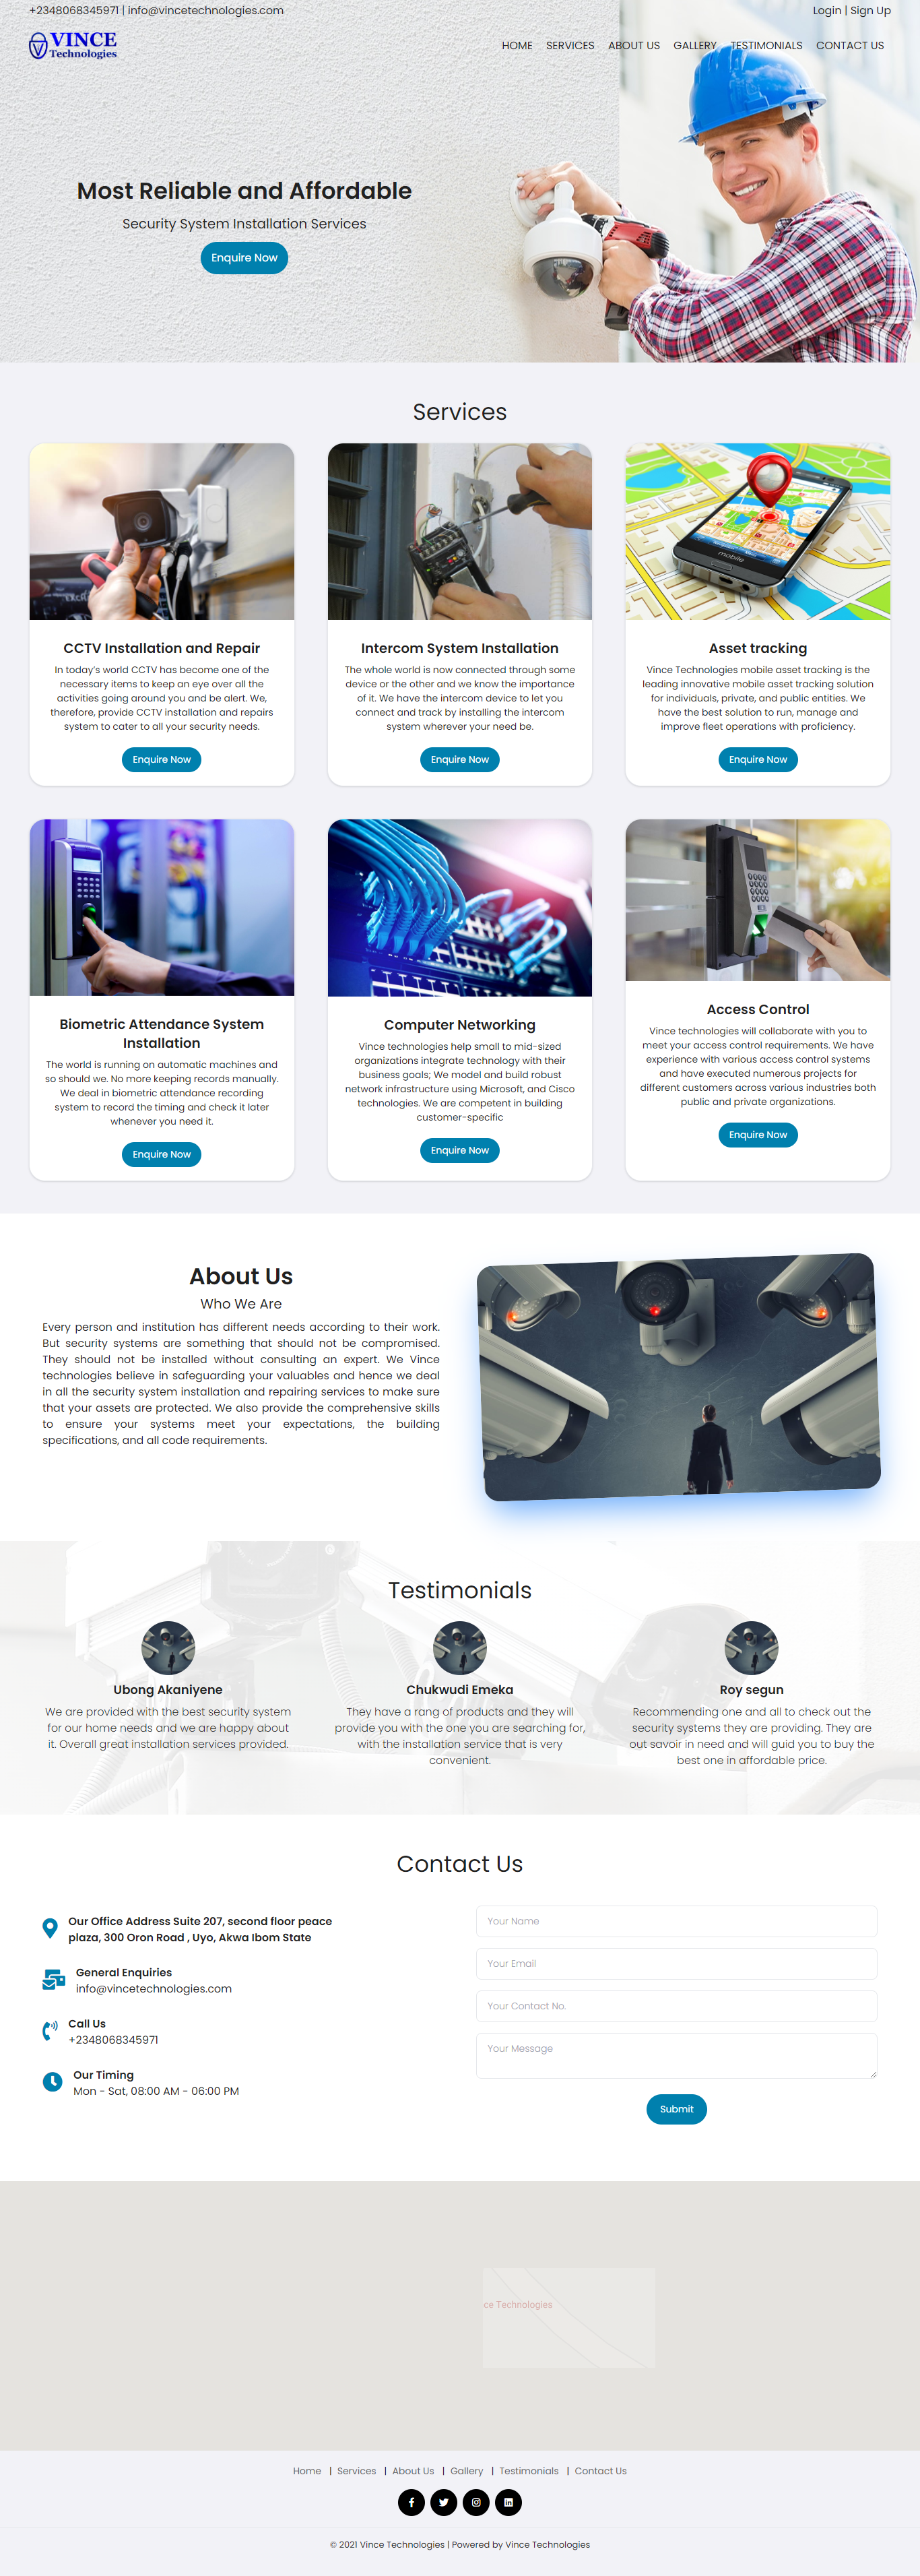 +2348068345971 | info@vincetechnologies.com
Login | Sign Up
VINCE
Technologies
HOME SERVICES ABOUT US GALLERY TESTIMONIALS CONTACT US
Most Reliable and Affordable
Security System Installation Services
Enquire Now
Services
mobile
CCTV Installation and Repair
In today's world CCTV has become one of the
necessary items to keep an eye over all the
activities going around you and be alert. We,
therefore, provide CCTV installation and repairs
system to cater to all your security needs.
Enquire Now
Intercom System Installation
The whole world is now connected through some
device or the other and we know the importance
of it. We have the intercom device to let you
connect and track by installing the intercom
system wherever your need be.
Enquire Now
Asset tracking
Vince Technologies mobile asset tracking is the
leading innovative mobile asset tracking solution
for individuals, private, and public entities. We
have the best solution to run, manage and
improve fleet operations with proficiency.
Enquire Now
Biometric Attendance System
Installation
The world is running on automatic machines and
so should we. No more keeping records manually.
We deal in biometric attendance recording
system to record the timing and check it later
whenever you need it.
Enquire Now
Computer Networking
Vince technologies help small to mid-sized
organizations integrate technology with their
business goals; We model and build robust
network infrastructure using Microsoft, and Cisco
technologies. We are competent in building
customer-specific
Enquire Now
Access Control
Vince technologies will collaborate with you to
meet your access control requirements. We have
experience with various access control systems
and have executed numerous projects for
different customers across various industries both
public and private organizations.
Enquire Now
About Us
Who We Are
Every person and institution has different needs according to their work.
But security systems are something that should not be compromised.
They should not be installed without consulting an expert. We Vince
technologies believe in safeguarding your valuables and hence we deal
in all the security system installation and repairing services to make sure
that your assets are protected. We also provide the comprehensive skills
to ensure your systems meet your expectations, the building
specifications, and all code requirements.
Testimonials
Ubong Akaniyene
We are provided with the best security system
for our home needs and we are happy about
it. Overall great installation services provided.
Chukwudi Emeka
They have a rang of products and they will
provide you with the one you are searching for,
with the installation service that is very
convenient.
Roy segun
Recommending one and all to check out the
security systems they are providing. They are
out savoir in need and will guid you to buy the
best one in affordable price.
Contact Us
Our Office Address Suite 207, second floor peace
plaza, 300 Oron Road , Uyo, Akwa Ibom State
General Enquiries
info@vincetechnologies.com
Call Us
+2348068345971
Our Timing
Mon - Sat, 08:00 AM - 06:00 PM
Your Name
Your Email
Your Contact No.
Your Message
Submit
ce Technologies
Home | Services | About Us | Gallery | Testimonials | Contact Us
© 2021 Vince Technologies | Powered by Vince Technologies